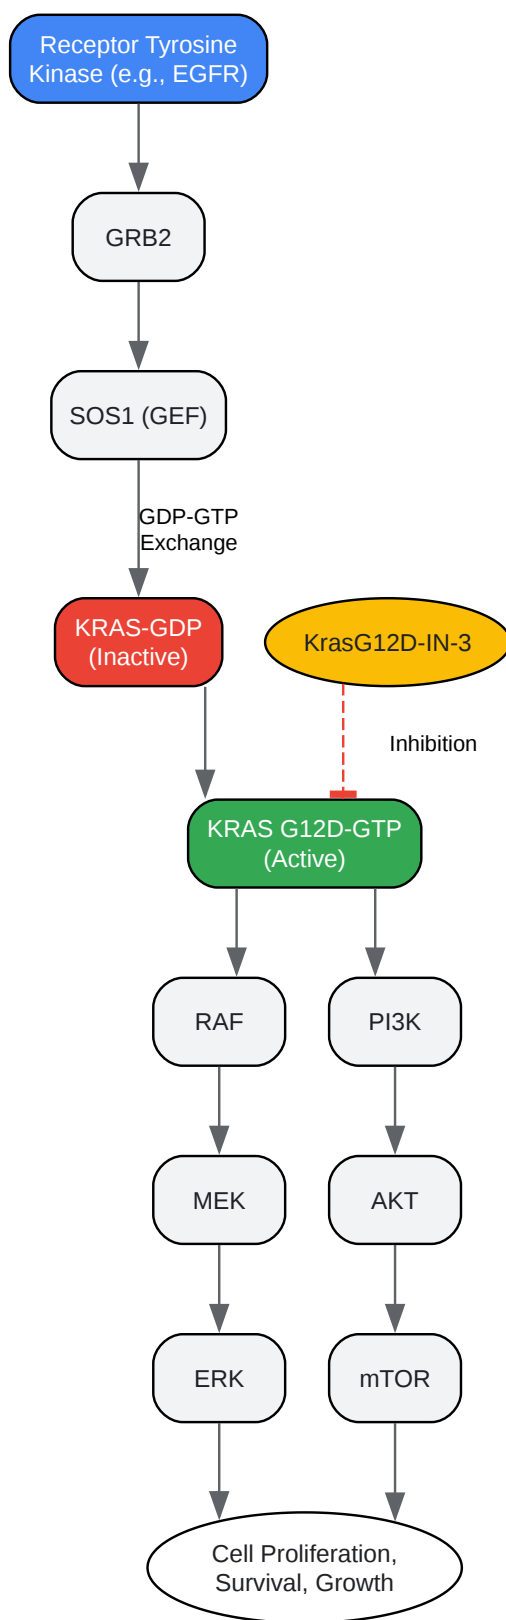 Receptor Tyrosine
Kinase (e.g., EGFR)
GRB2
SOS1 (GEF)
GDP-GTP
Exchange
KRAS-GDP
(Inactive)
KrasG12D-IN-3
Inhibition
KRAS G12D-GTP
(Active)
RAF
PI3K
MEK
AKT
ERK
mTOR
Cell Proliferation,
Survival, Growth